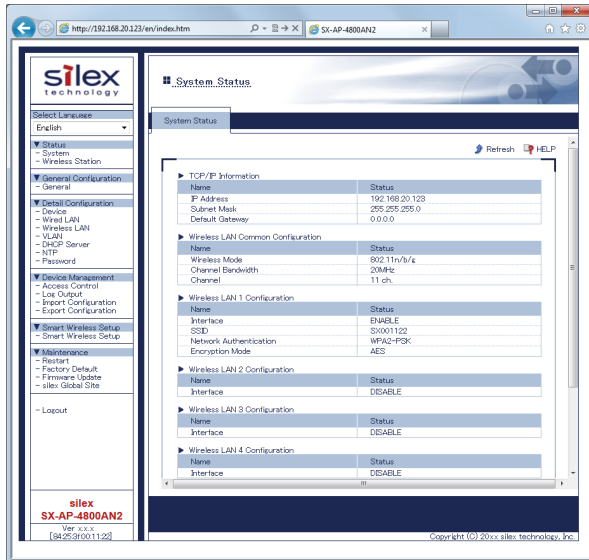 http://192.168.20.123/en/index.htm
SX-AP-4800AN2
silex
technology
Select Language
English
▼ Status
- System
- Wireless Station
▼ General Configuration
- General
▼ Detail Configuration
- Device
- Wired LAN
- Wireless LAN
- VLAN
- DHCP Server
- NTP
- Password
▼ Device Management
- Access Control
- Log Output
- Import Configuration
- Export Configuration
▼ Smart Wireless Setup
- Smart Wireless Setup
▼ Maintenance
- Restart
- Factory Default
- Firmware Update
- silex Global Site
- Logout
silex
SX-AP-4800AN2
Ver x.x.x
[84:25:3f:00:11:22]
System Status
System Status
Refresh HELP
► TCP/IP Information
Name Status
IP Address 192.168.20.123
Subnet Mask 255.255.255.0
Default Gateway 0.0.0.0
► Wireless LAN Common Configuration
Name Status
Wireless Mode 802.11n/b/g
Channel Bandwidth 20MHz
Channel 11 ch.
► Wireless LAN 1 Configuration
Name Status
Interface ENABLE
SSID SX001122
Network Authentication WPA2-PSK
Encryption Mode AES
► Wireless LAN 2 Configuration
Name Status
Interface DISABLE
► Wireless LAN 3 Configuration
Name Status
Interface DISABLE
► Wireless LAN 4 Configuration
Name Status
Interface DISABLE
Copyright (C) 20xx silex technology, Inc.